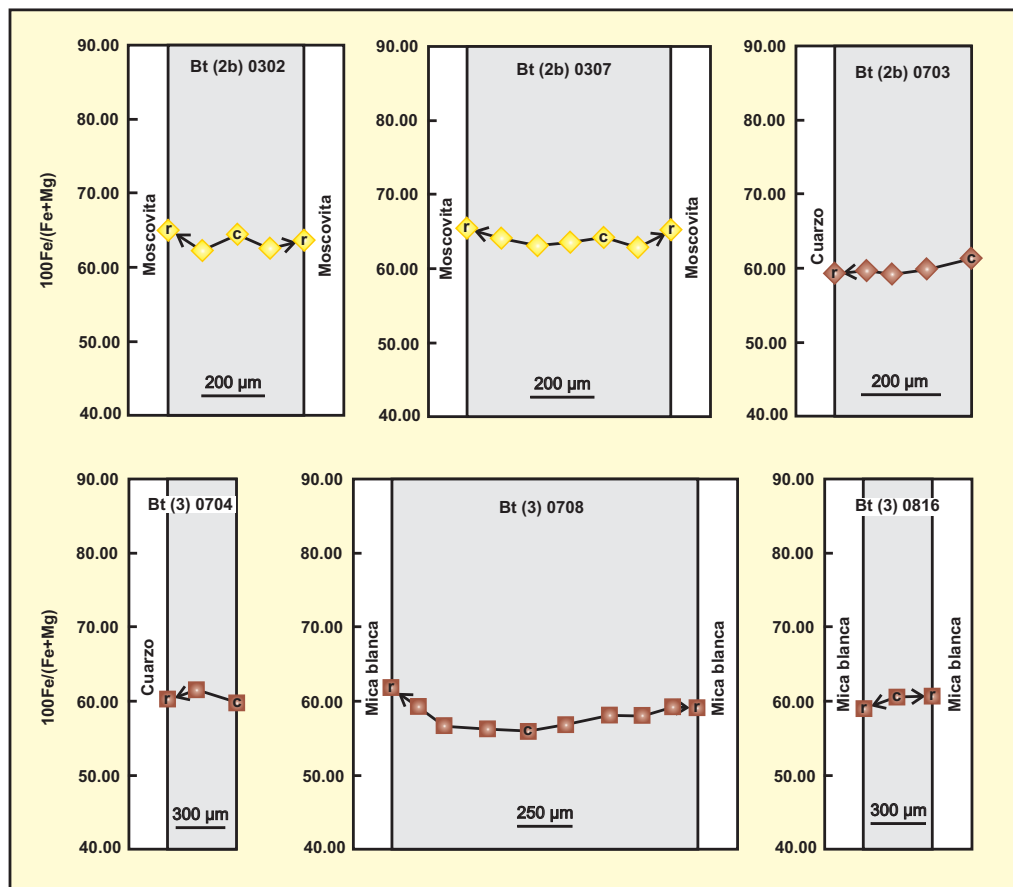 100Fe/(Fe+Mg)
90.00
80.00
70.00
60.00
50.00
40.00
Moscovita
Bt (2b) 0302
r
c
r
200 µm
Moscovita
90.00
80.00
70.00
60.00
50.00
40.00
Moscovita
Bt (2b) 0307
r
c
r
200 µm
Moscovita
90.00
80.00
70.00
60.00
50.00
40.00
Cuarzo
Bt (2b) 0703
r
c
200 µm
100Fe/(Fe+Mg)
90.00
80.00
70.00
60.00
50.00
40.00
Cuarzo
Bt (3) 0704
r
c
300 µm
90.00
80.00
70.00
60.00
50.00
40.00
Mica blanca
Bt (3) 0708
r
c
r
250 µm
Mica blanca
90.00
80.00
70.00
60.00
50.00
40.00
Mica blanca
Bt (3) 0816
r
c
r
300 µm
Mica blanca